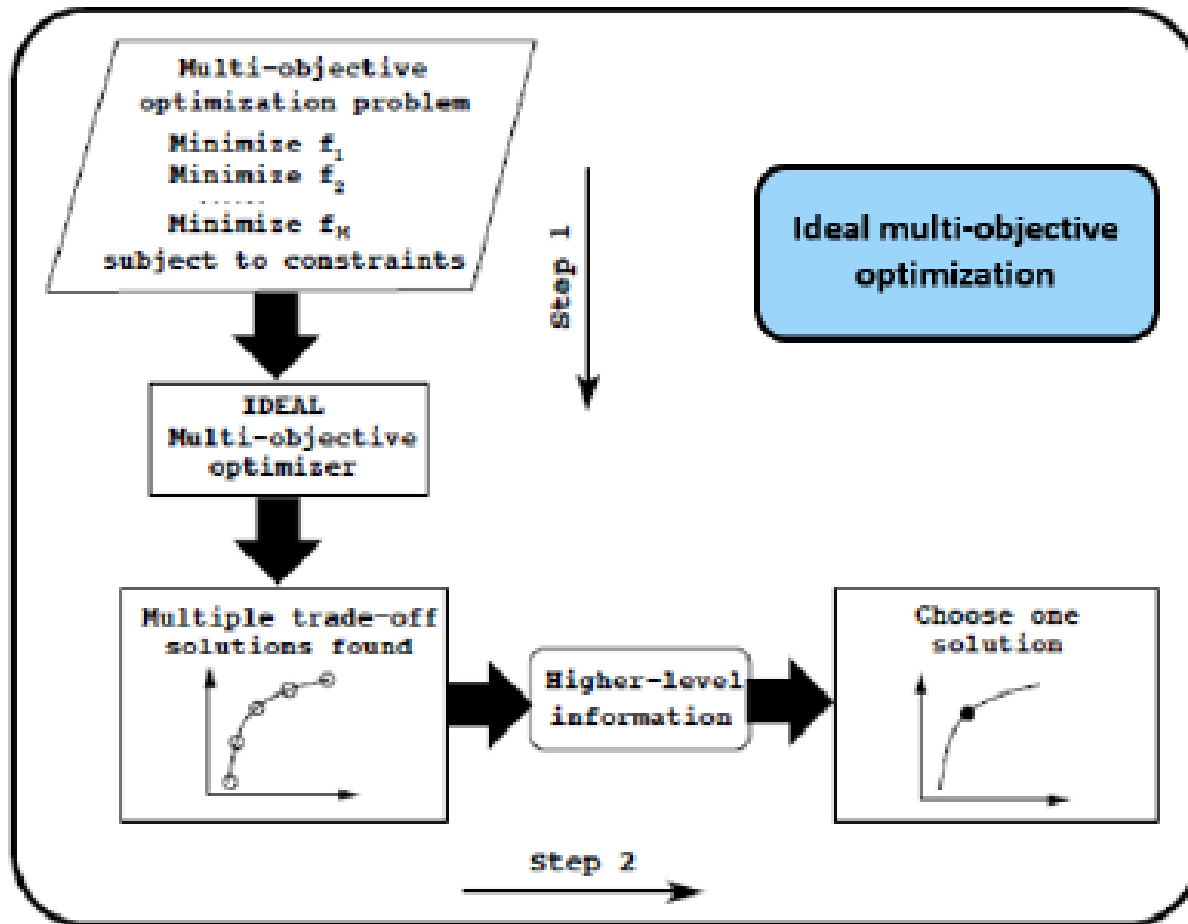 Multi-objective
optimization problem
Minimize f₁
Minimize f₂
......
Minimize f_M
subject to constraints
Step 1
Ideal multi-objective
optimization
IDEAL
Multi-objective
optimizer
Multiple trade-off
solutions found
Higher-level
information
Choose one
solution
Step 2